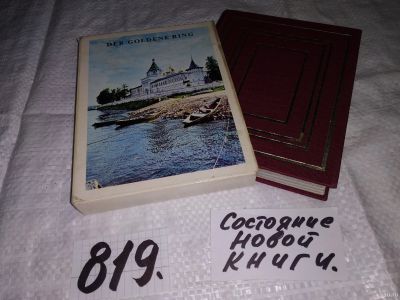 DER GOLDENE RING
819.
Состояние
новой
книги.